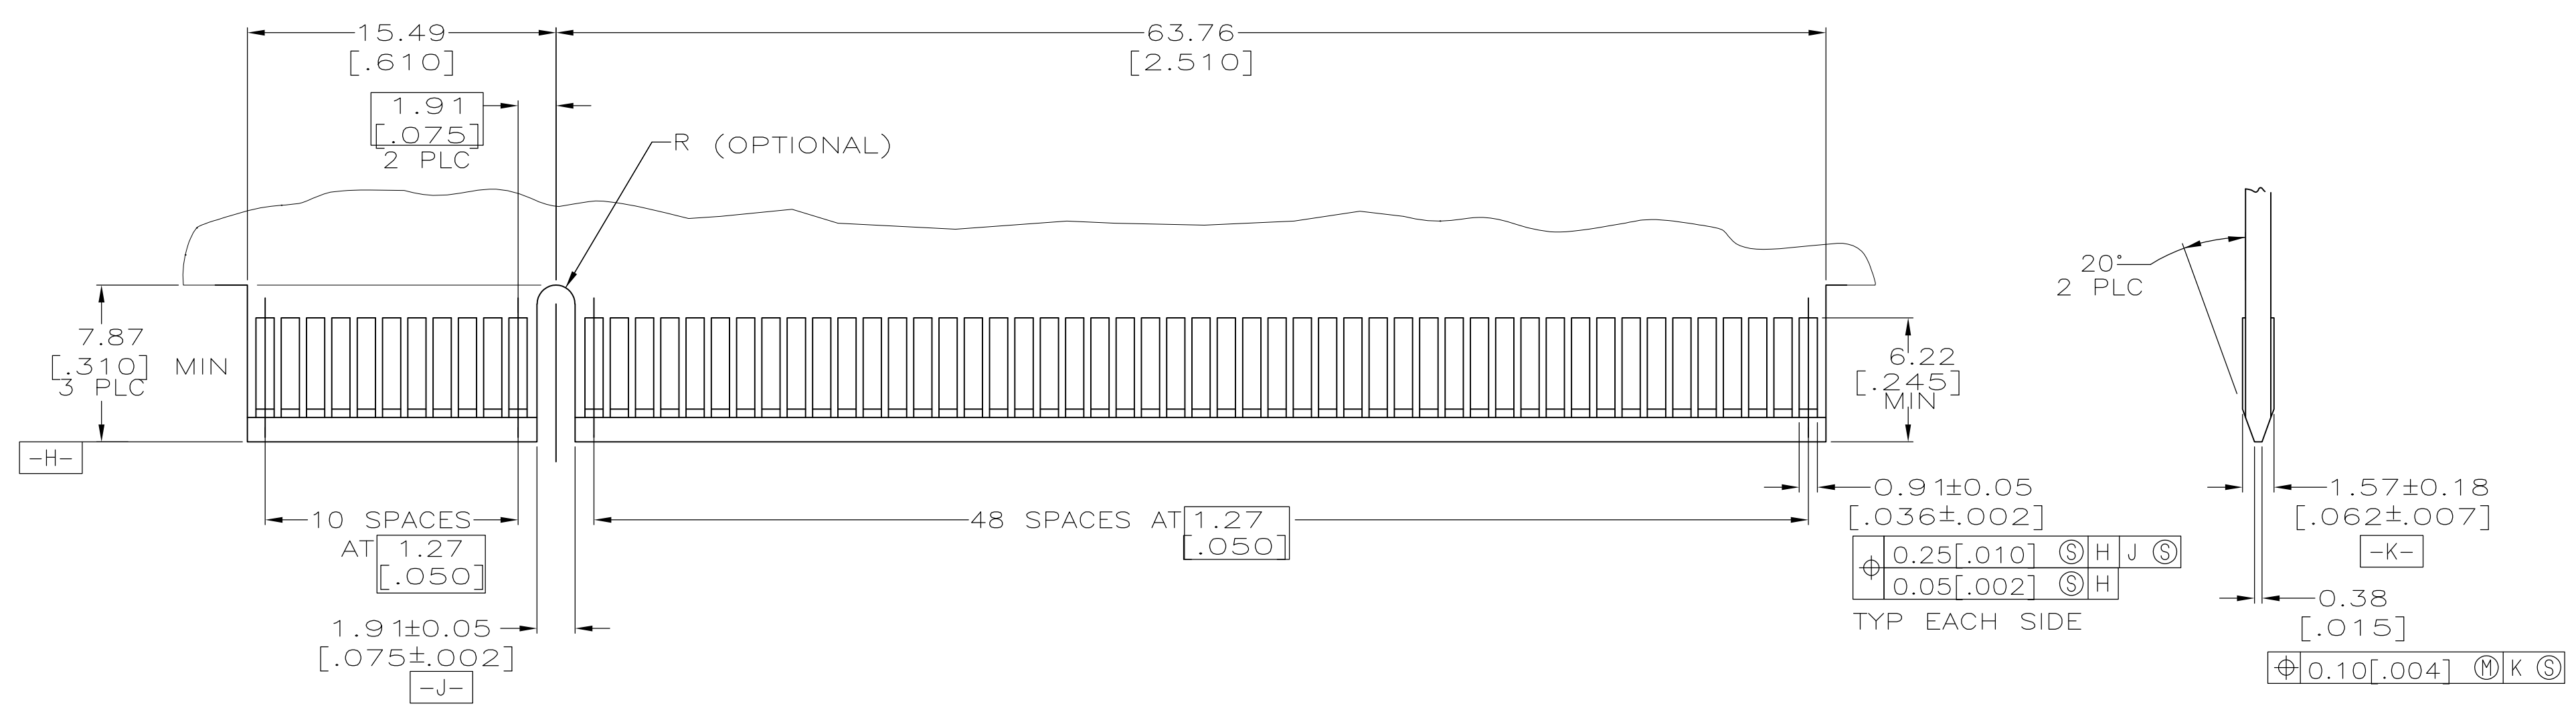 15.49
[.610]
63.76
[2.510]
1.91
[.075]
2 PLC
R (OPTIONAL)
20°
2 PLC
7.87
[.310] MIN
3 PLC
6.22
[.245]
MIN
-H-
10 SPACES
AT 1.27
[.050]
48 SPACES AT 1.27
[.050]
0.91±0.05
[.036±.002]
⌖ 0.25[.010] Ⓢ H J Ⓢ
0.05[.002] Ⓢ H
TYP EACH SIDE
1.57±0.18
[.062±.007]
-K-
0.38
[.015]
⌖ 0.10[.004] Ⓜ K Ⓢ
1.91±0.05
[.075±.002]
-J-